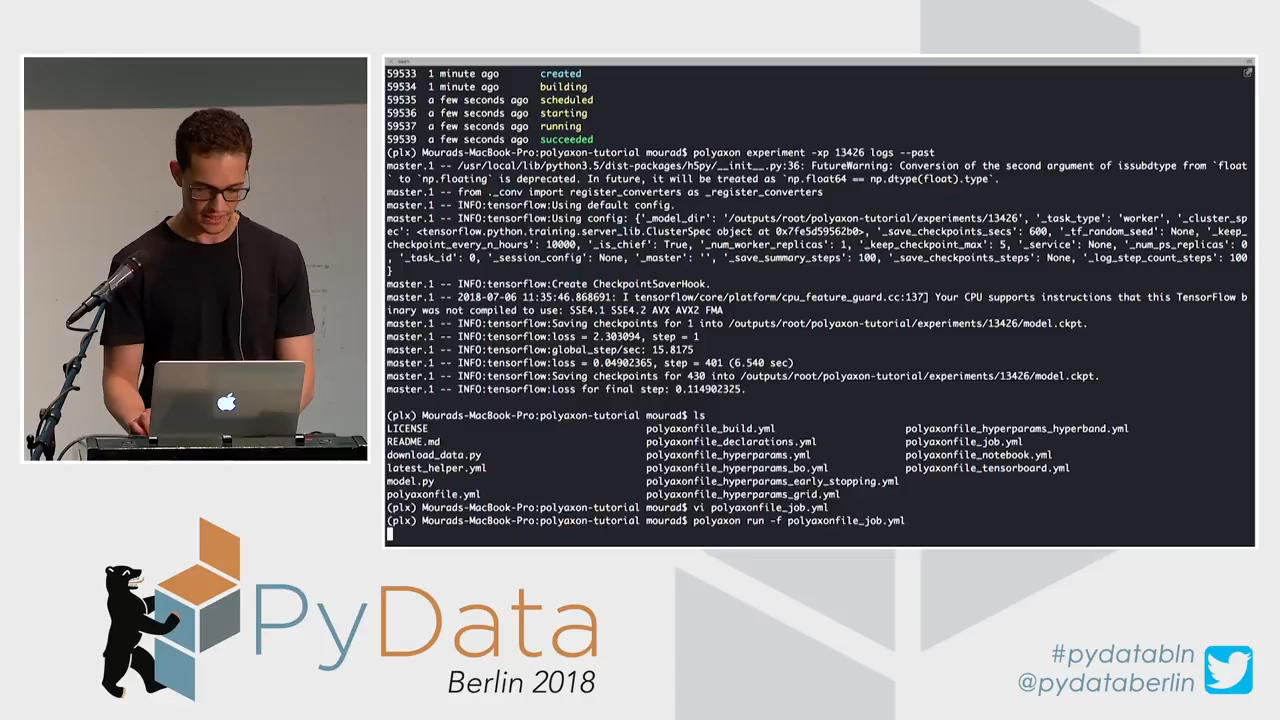 59533  1 minute ago       created
59534  1 minute ago       building
59535  a few seconds ago  scheduled
59536  a few seconds ago  starting
59537  a few seconds ago  running
59539  a few seconds ago  succeeded
(plx) Mourads-MacBook-Pro:polyaxon-tutorial mourad$ polyaxon experiment -xp 13426 logs --past
master.1 -- /usr/local/lib/python3.5/dist-packages/h5py/__init__.py:36: FutureWarning: Conversion of the second argument of issubdtype from `float
` to `np.floating` is deprecated. In future, it will be treated as `np.float64 == np.dtype(float).type`.
master.1 -- from ._conv import register_converters as _register_converters
master.1 -- INFO:tensorflow:Using default config.
master.1 -- INFO:tensorflow:Using config: {'_model_dir': '/outputs/root/polyaxon-tutorial/experiments/13426', '_task_type': 'worker', '_cluster_sp
ec': <tensorflow.python.training.server_lib.ClusterSpec object at 0x7fe5d59562b0>, '_save_checkpoints_secs': 600, '_tf_random_seed': None, '_keep_
checkpoint_every_n_hours': 10000, '_is_chief': True, '_num_worker_replicas': 1, '_keep_checkpoint_max': 5, '_service': None, '_num_ps_replicas': 0
, '_task_id': 0, '_session_config': None, '_master': '', '_save_summary_steps': 100, '_save_checkpoints_steps': None, '_log_step_count_steps': 100
}
master.1 -- INFO:tensorflow:Create CheckpointSaverHook.
master.1 -- 2018-07-06 11:35:46.868691: I tensorflow/core/platform/cpu_feature_guard.cc:137] Your CPU supports instructions that this TensorFlow b
inary was not compiled to use: SSE4.1 SSE4.2 AVX AVX2 FMA
master.1 -- INFO:tensorflow:Saving checkpoints for 1 into /outputs/root/polyaxon-tutorial/experiments/13426/model.ckpt.
master.1 -- INFO:tensorflow:loss = 2.303094, step = 1
master.1 -- INFO:tensorflow:global_step/sec: 15.8175
master.1 -- INFO:tensorflow:loss = 0.04902365, step = 401 (6.540 sec)
master.1 -- INFO:tensorflow:Saving checkpoints for 430 into /outputs/root/polyaxon-tutorial/experiments/13426/model.ckpt.
master.1 -- INFO:tensorflow:Loss for final step: 0.114902325.
(plx) Mourads-MacBook-Pro:polyaxon-tutorial mourad$ ls
LICENSE polyaxonfile_build.yml polyaxonfile_hyperparams_hyperband.yml
README.md polyaxonfile_declarations.yml polyaxonfile_job.yml
download_data.py polyaxonfile_hyperparams.yml polyaxonfile_notebook.yml
latest_helper.yml polyaxonfile_hyperparams_bo.yml polyaxonfile_tensorboard.yml
model.py polyaxonfile_hyperparams_early_stopping.yml
polyaxonfile.yml polyaxonfile_hyperparams_grid.yml
(plx) Mourads-MacBook-Pro:polyaxon-tutorial mourad$ vi polyaxonfile_job.yml
(plx) Mourads-MacBook-Pro:polyaxon-tutorial mourad$ polyaxon run -f polyaxonfile_job.yml
PyData
Berlin 2018
#pydatabln
@pydataberlin